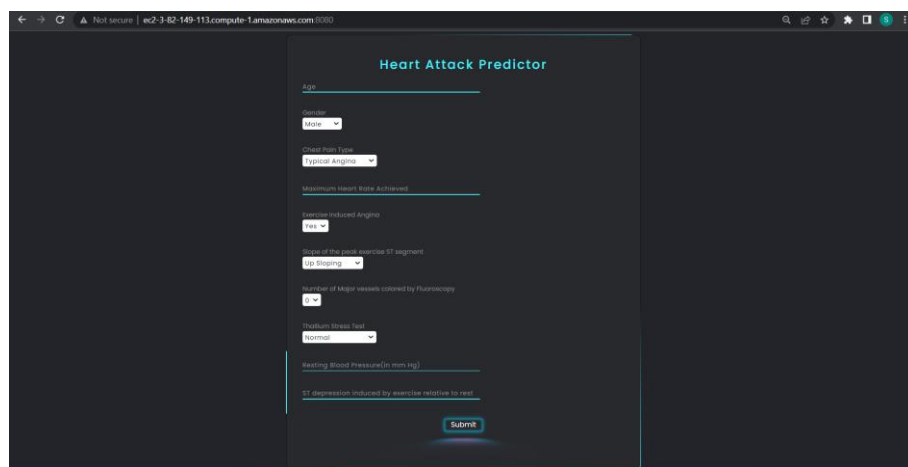 Not secure | ec2-3-82-149-113.compute-1.amazonaws.com:8080
S
Heart Attack Predictor
Age
Gender
Male
Chest Pain Type
Typical Angina
Maximum Heart Rate Achieved
Exercise Induced Angina
Yes
Slope of the peak exercise ST segment
Up Sloping
Number of Major vessels colored by Fluoroscopy
0
Thallium Stress Test
Normal
Resting Blood Pressure(in mm Hg)
ST depression induced by exercise relative to rest
Submit